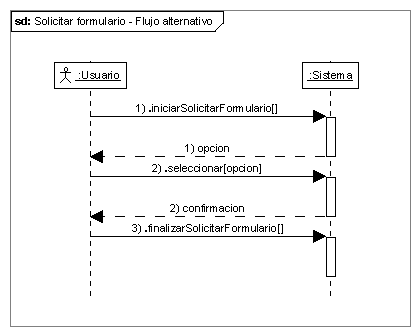 sd: Solicitar formulario - Flujo alternativo
:Usuario
:Sistema
1) .iniciarSolicitarFormulario[]
1) opcion
2) .seleccionar[opcion]
2) confirmacion
3) .finalizarSolicitarFormulario[]